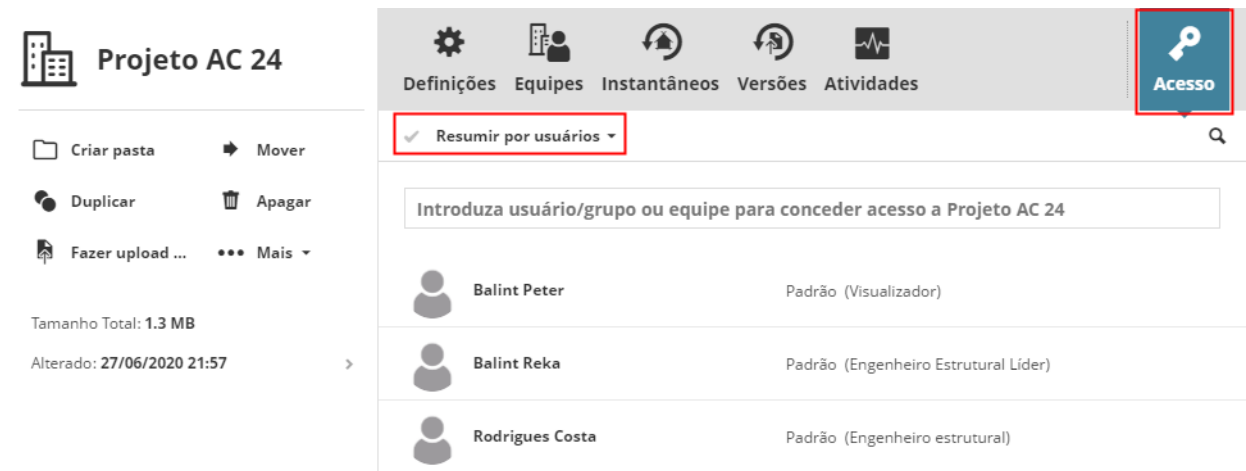 Projeto AC 24
Criar pasta
Mover
Duplicar
Apagar
Fazer upload ...
Mais
Tamanho Total: 1.3 MB
Alterado: 27/06/2020 21:57
Definições Equipes Instantâneos Versões Atividades Acesso
Resumir por usuários
Introduza usuário/grupo ou equipe para conceder acesso a Projeto AC 24
Balint Peter Padrão (Visualizador)
Balint Reka Padrão (Engenheiro Estrutural Líder)
Rodrigues Costa Padrão (Engenheiro estrutural)